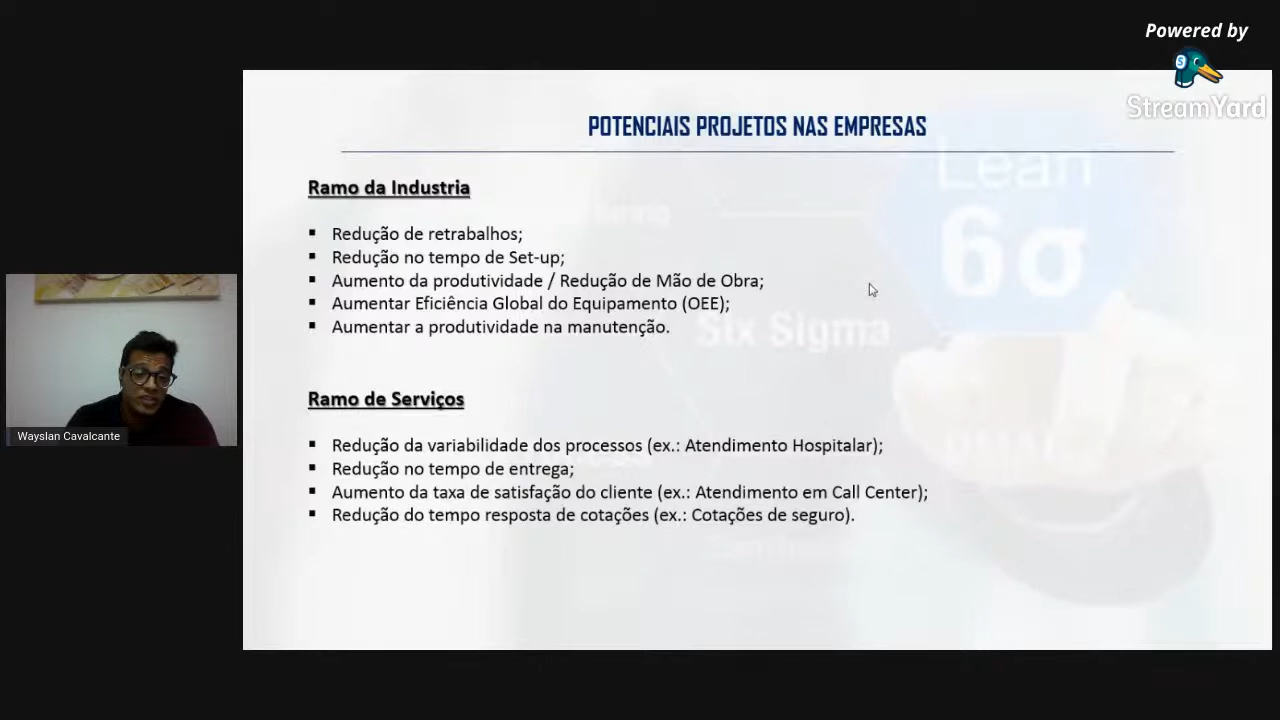 Powered by
StreamYard
POTENCIAIS PROJETOS NAS EMPRESAS
Lean
6σ
Six Sigma
Ramo da Industria
▪ Redução de retrabalhos;
▪ Redução no tempo de Set-up;
▪ Aumento da produtividade / Redução de Mão de Obra;
▪ Aumentar Eficiência Global do Equipamento (OEE);
▪ Aumentar a produtividade na manutenção.
Ramo de Serviços
▪ Redução da variabilidade dos processos (ex.: Atendimento Hospitalar);
▪ Redução no tempo de entrega;
▪ Aumento da taxa de satisfação do cliente (ex.: Atendimento em Call Center);
▪ Redução do tempo resposta de cotações (ex.: Cotações de seguro).
Wayslan Cavalcante